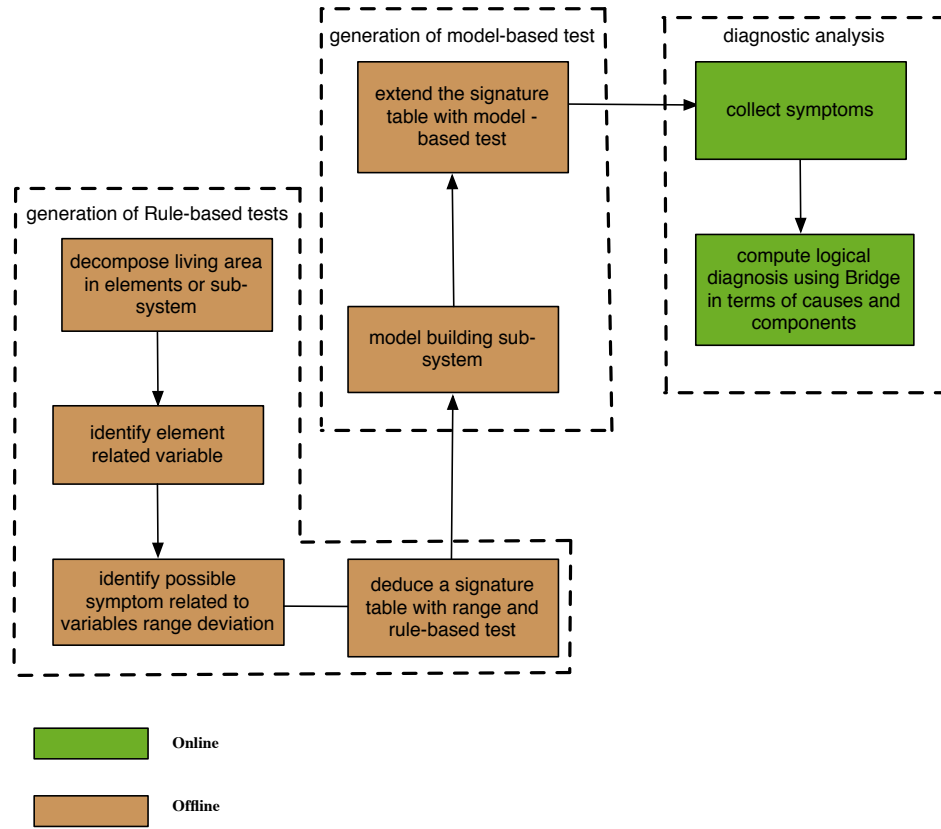 generation of Rule-based tests
decompose living area
in elements or sub-
system
identify element
related variable
identify possible
symptom related to
variables range deviation
deduce a signature
table with range and
rule-based test
generation of model-based test
extend the signature
table with model -
based test
model building sub-
system
diagnostic analysis
collect symptoms
compute logical
diagnosis using Bridge
in terms of causes and
components
Online
Offline